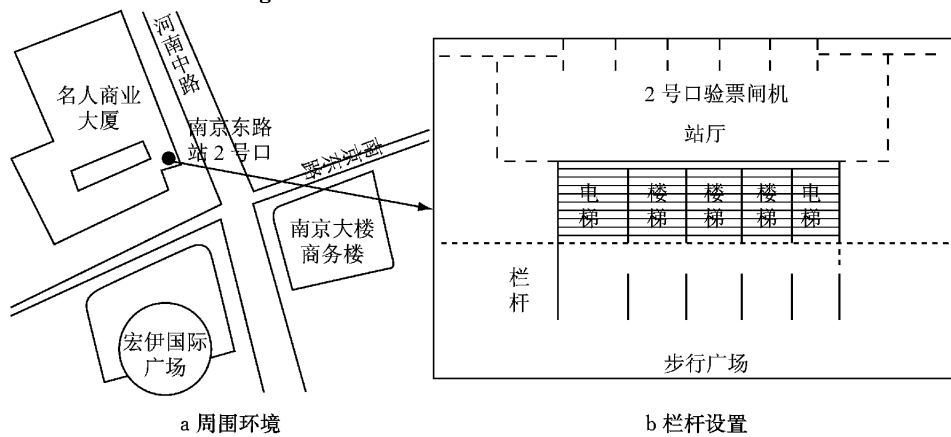 河南中路
名人商业
大厦
南京东路
站 2 号口
南京东路
南京大楼
商务楼
宏伊国际
广场
a 周围环境
2 号口验票闸机
站厅
电 楼 楼 楼 电
梯 梯 梯 梯 梯
栏
杆
步行广场
b 栏杆设置